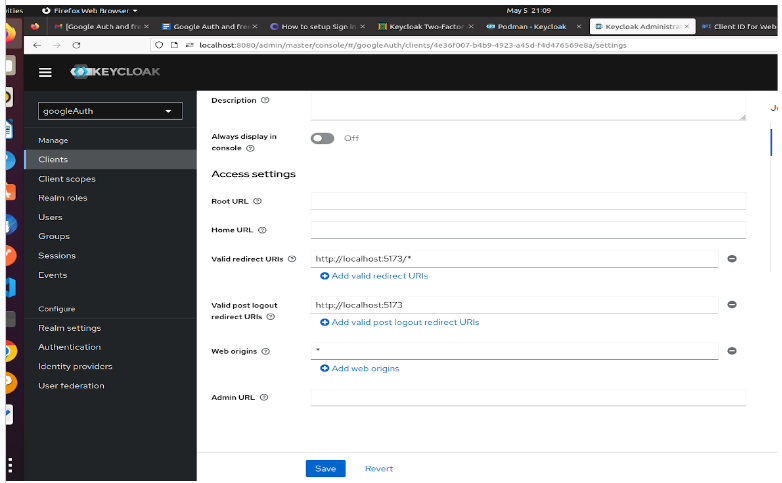 Firefox Web Browser
May 5 21:09
[Google Auth and fre
Google Auth and free
How to setup Sign In
Keycloak Two-Factor
Podman - Keycloak
Keycloak Administrat
Client ID for Web
localhost:8080/admin/master/console/#/googleAuth/clients/4e36f007-b4b9-4923-a45d-f4d476569e8a/settings
KEYCLOAK
googleAuth
Manage
Clients
Client scopes
Realm roles
Users
Groups
Sessions
Events
Configure
Realm settings
Authentication
Identity providers
User federation
Description
Always display in
console
Off
Access settings
Root URL
Home URL
Valid redirect URIs
http://localhost:5173/*
Add valid redirect URIs
Valid post logout
redirect URIs
http://localhost:5173
Add valid post logout redirect URIs
Web origins
*
Add web origins
Admin URL
Save
Revert